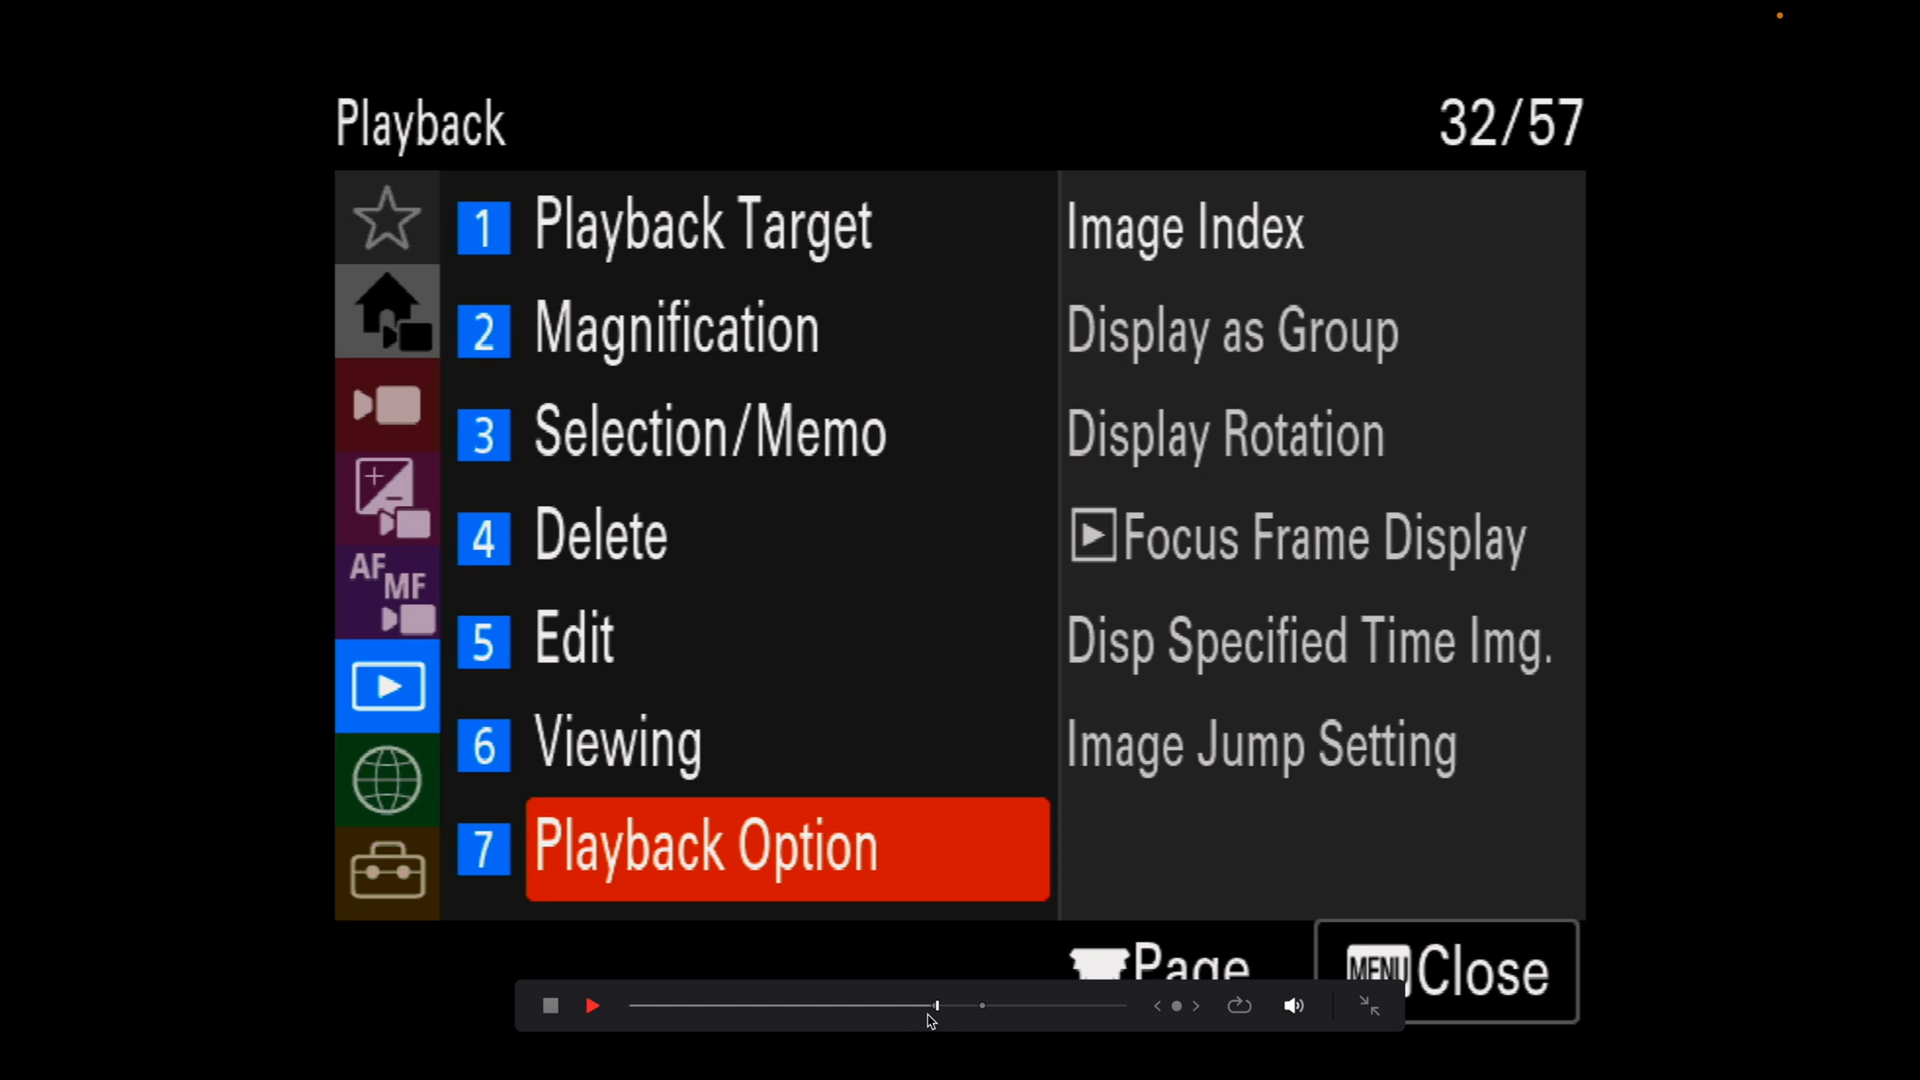 Playback
32/57
1 Playback Target
2 Magnification
3 Selection/Memo
4 Delete
5 Edit
6 Viewing
7 Playback Option
AF
MF
Image Index
Display as Group
Display Rotation
Focus Frame Display
Disp Specified Time Img.
Image Jump Setting
Page
MENU Close